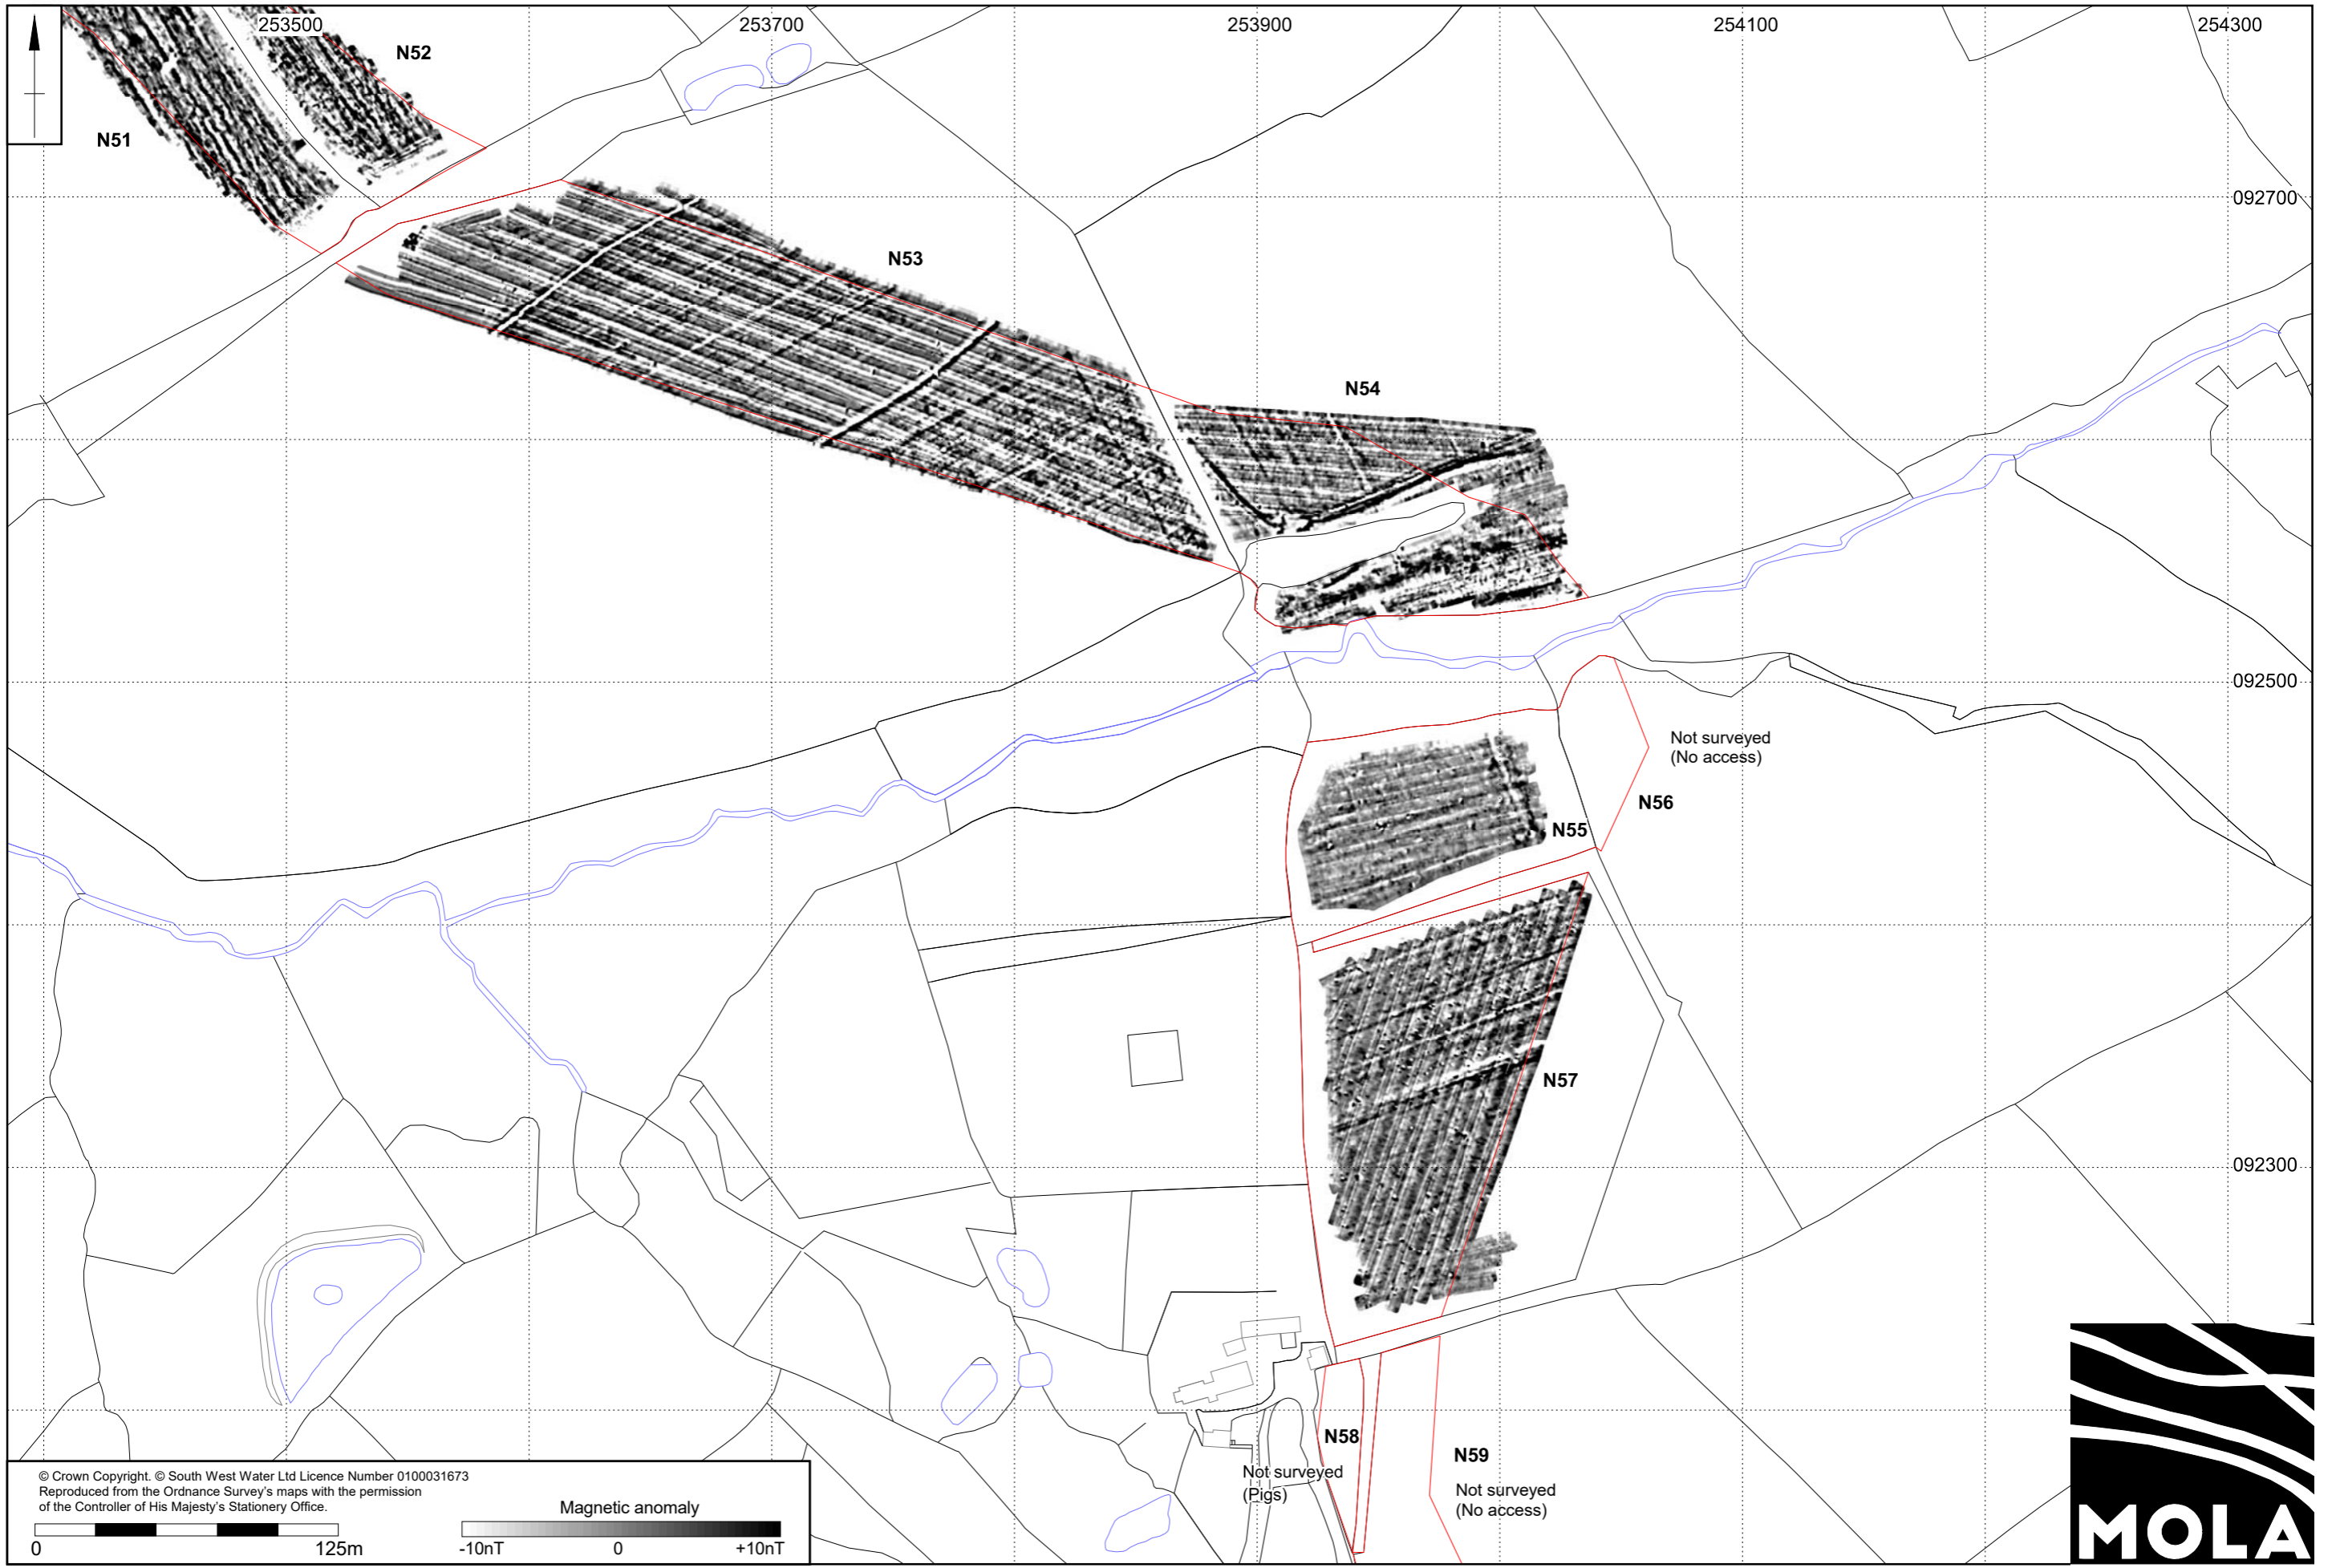 253500
253700
253900
254100
254300
N52
N51
092700
N53
N54
092500
Not surveyed
(No access)
N56
N55
N57
092300
N58
N59
Not surveyed
(Pigs)
Not surveyed
(No access)
© Crown Copyright. © South West Water Ltd Licence Number 0100031673
Reproduced from the Ordnance Survey's maps with the permission
of the Controller of His Majesty's Stationery Office.
0 125m
Magnetic anomaly
-10nT 0 +10nT
MOLA